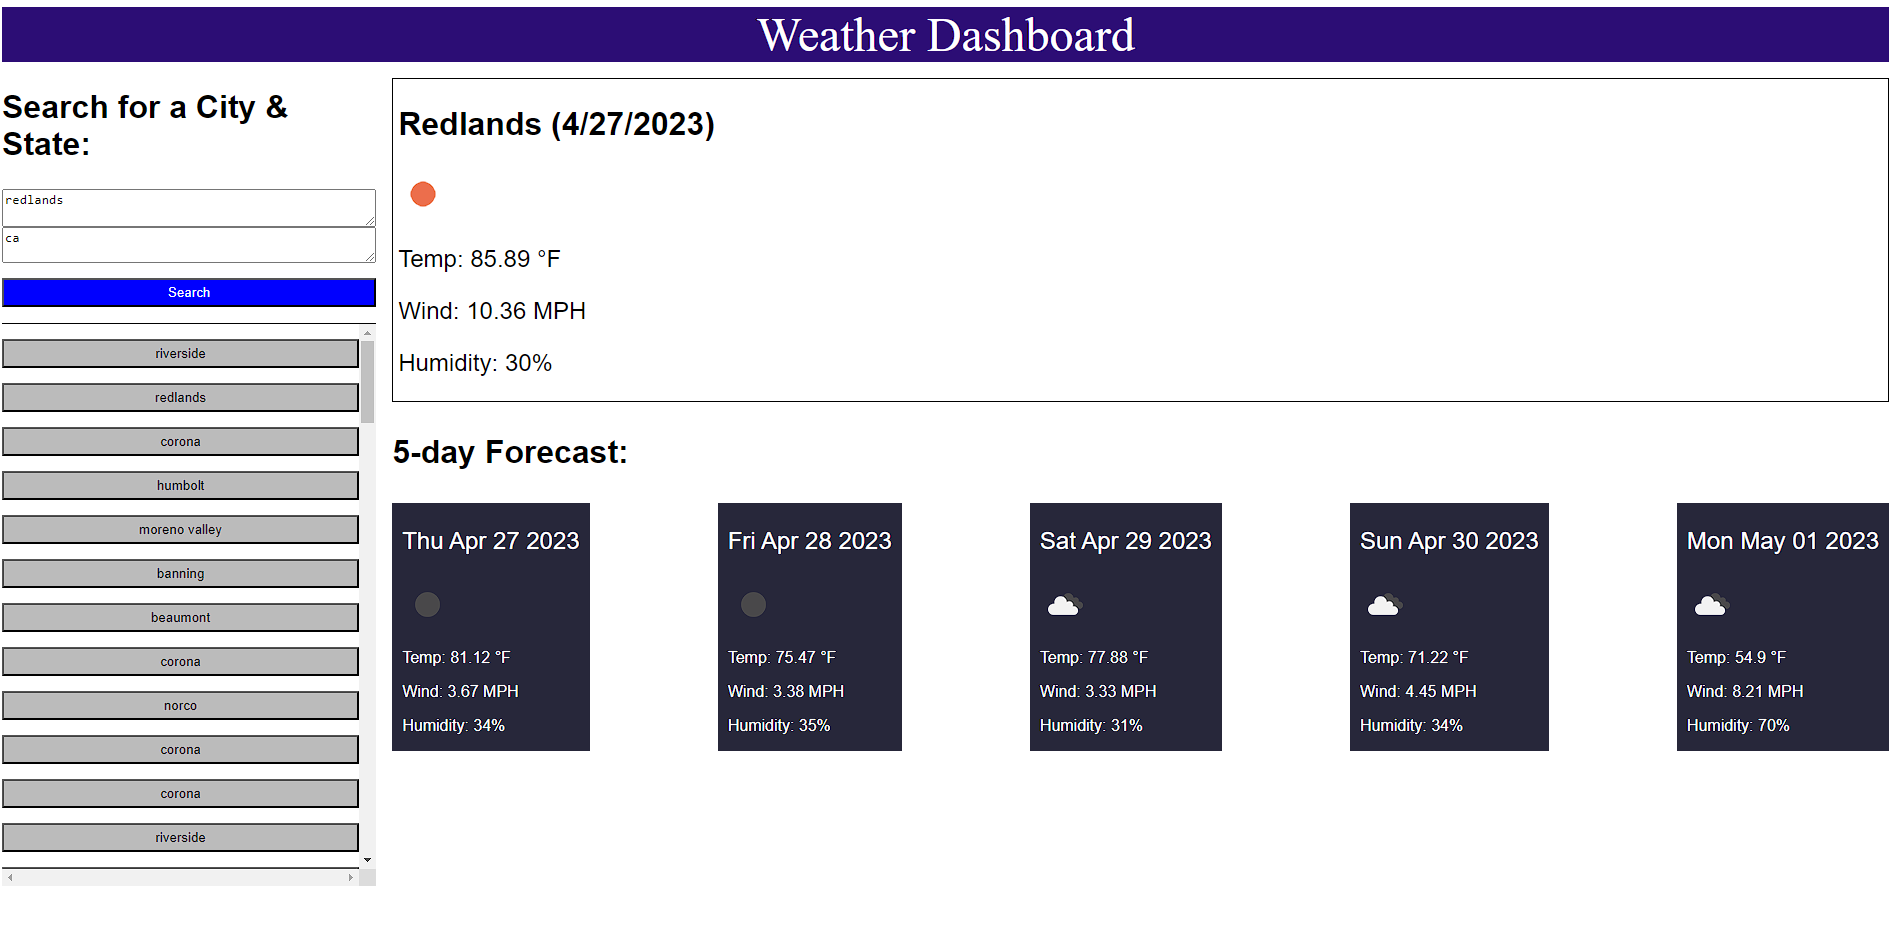 Weather Dashboard
Search for a City &
State:
redlands
ca
Search
riverside
redlands
corona
humbolt
moreno valley
banning
beaumont
corona
norco
corona
corona
riverside
Redlands (4/27/2023)
Temp: 85.89 °F
Wind: 10.36 MPH
Humidity: 30%
5-day Forecast:
Thu Apr 27 2023
Temp: 81.12 °F
Wind: 3.67 MPH
Humidity: 34%
Fri Apr 28 2023
Temp: 75.47 °F
Wind: 3.38 MPH
Humidity: 35%
Sat Apr 29 2023
Temp: 77.88 °F
Wind: 3.33 MPH
Humidity: 31%
Sun Apr 30 2023
Temp: 71.22 °F
Wind: 4.45 MPH
Humidity: 34%
Mon May 01 2023
Temp: 54.9 °F
Wind: 8.21 MPH
Humidity: 70%